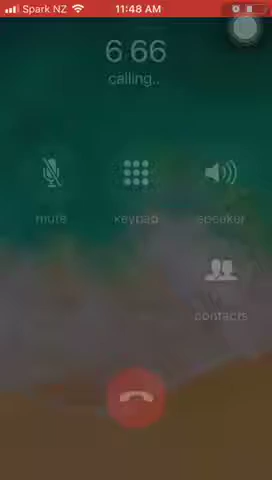 Spark NZ 11:48 AM
6 66
calling..
mute keypad speaker
contacts